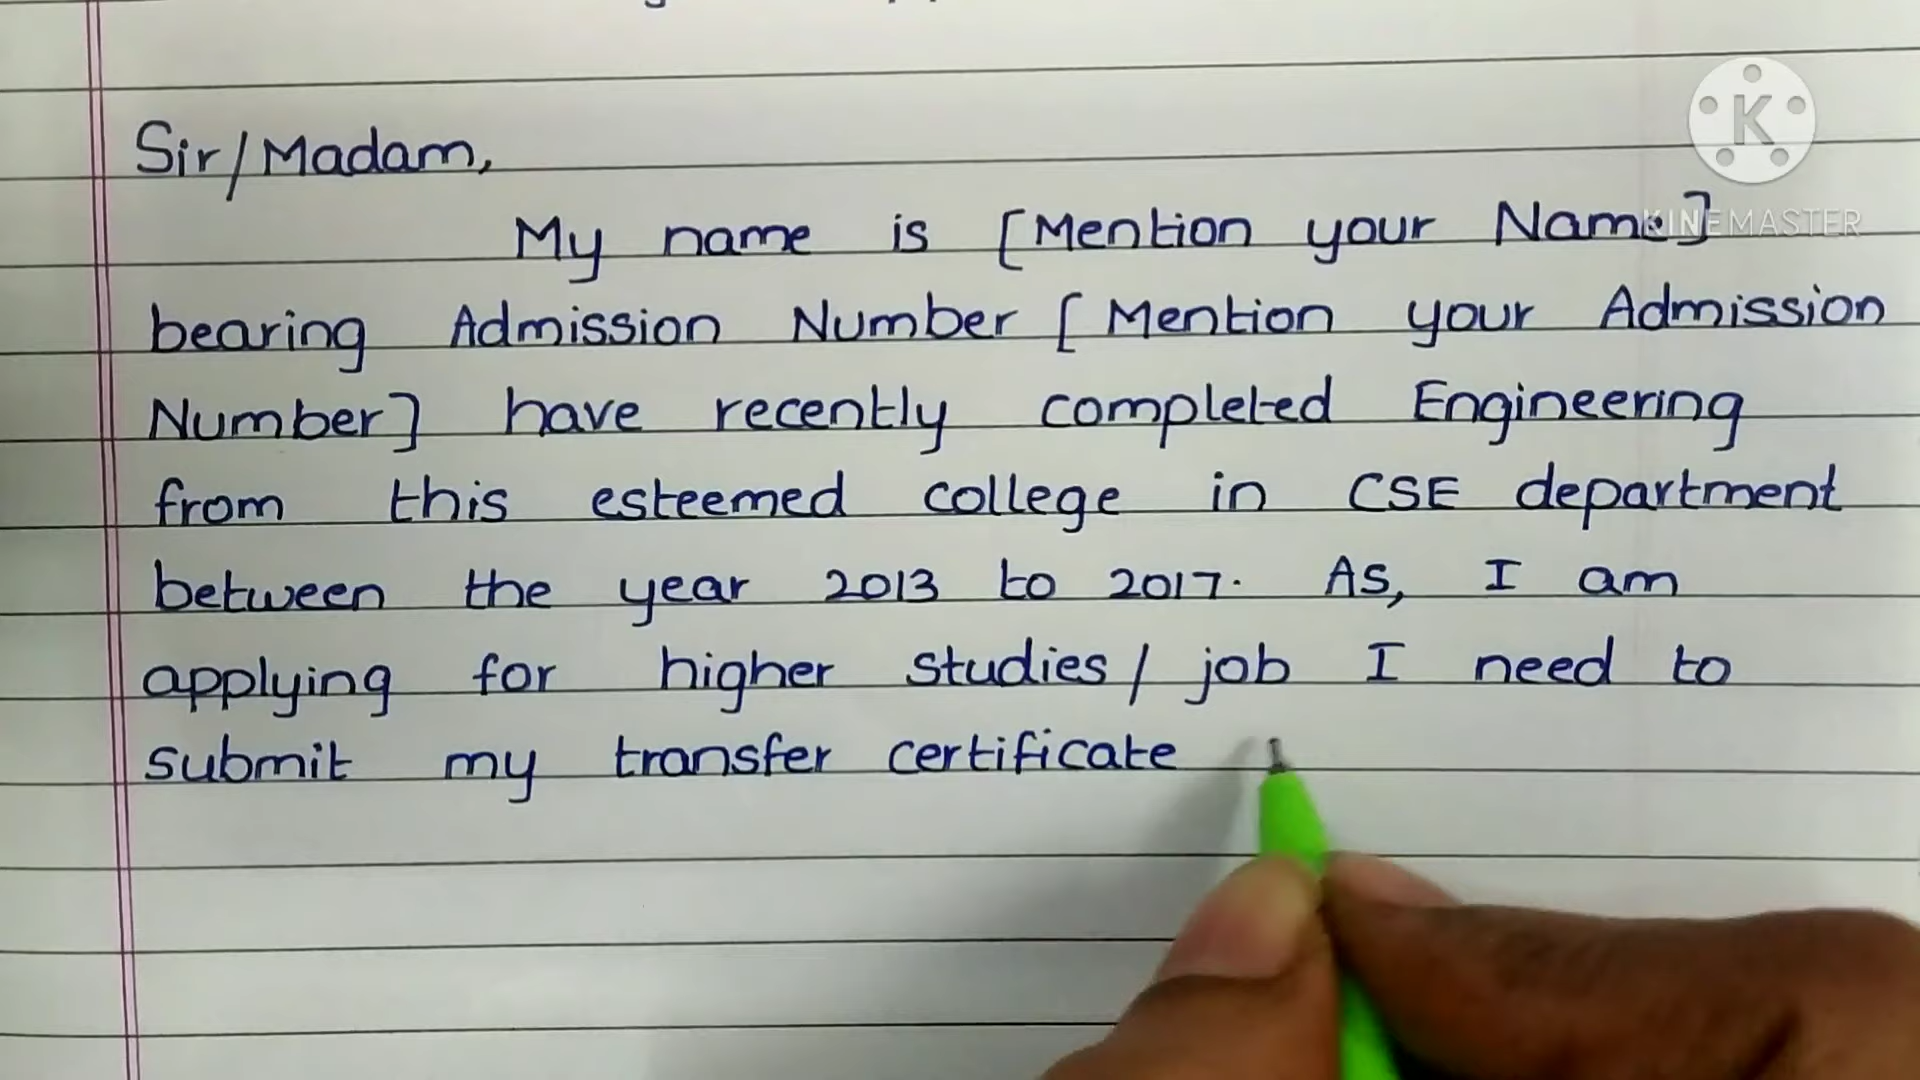 Sir/Madam,
K
KINEMASTER
My name is [Mention your Name]
bearing Admission Number [Mention your Admission
Number] have recently completed Engineering
from this esteemed college in CSE department
between the year 2013 to 2017. As, I am
applying for higher studies/job I need to
submit my transfer certificate